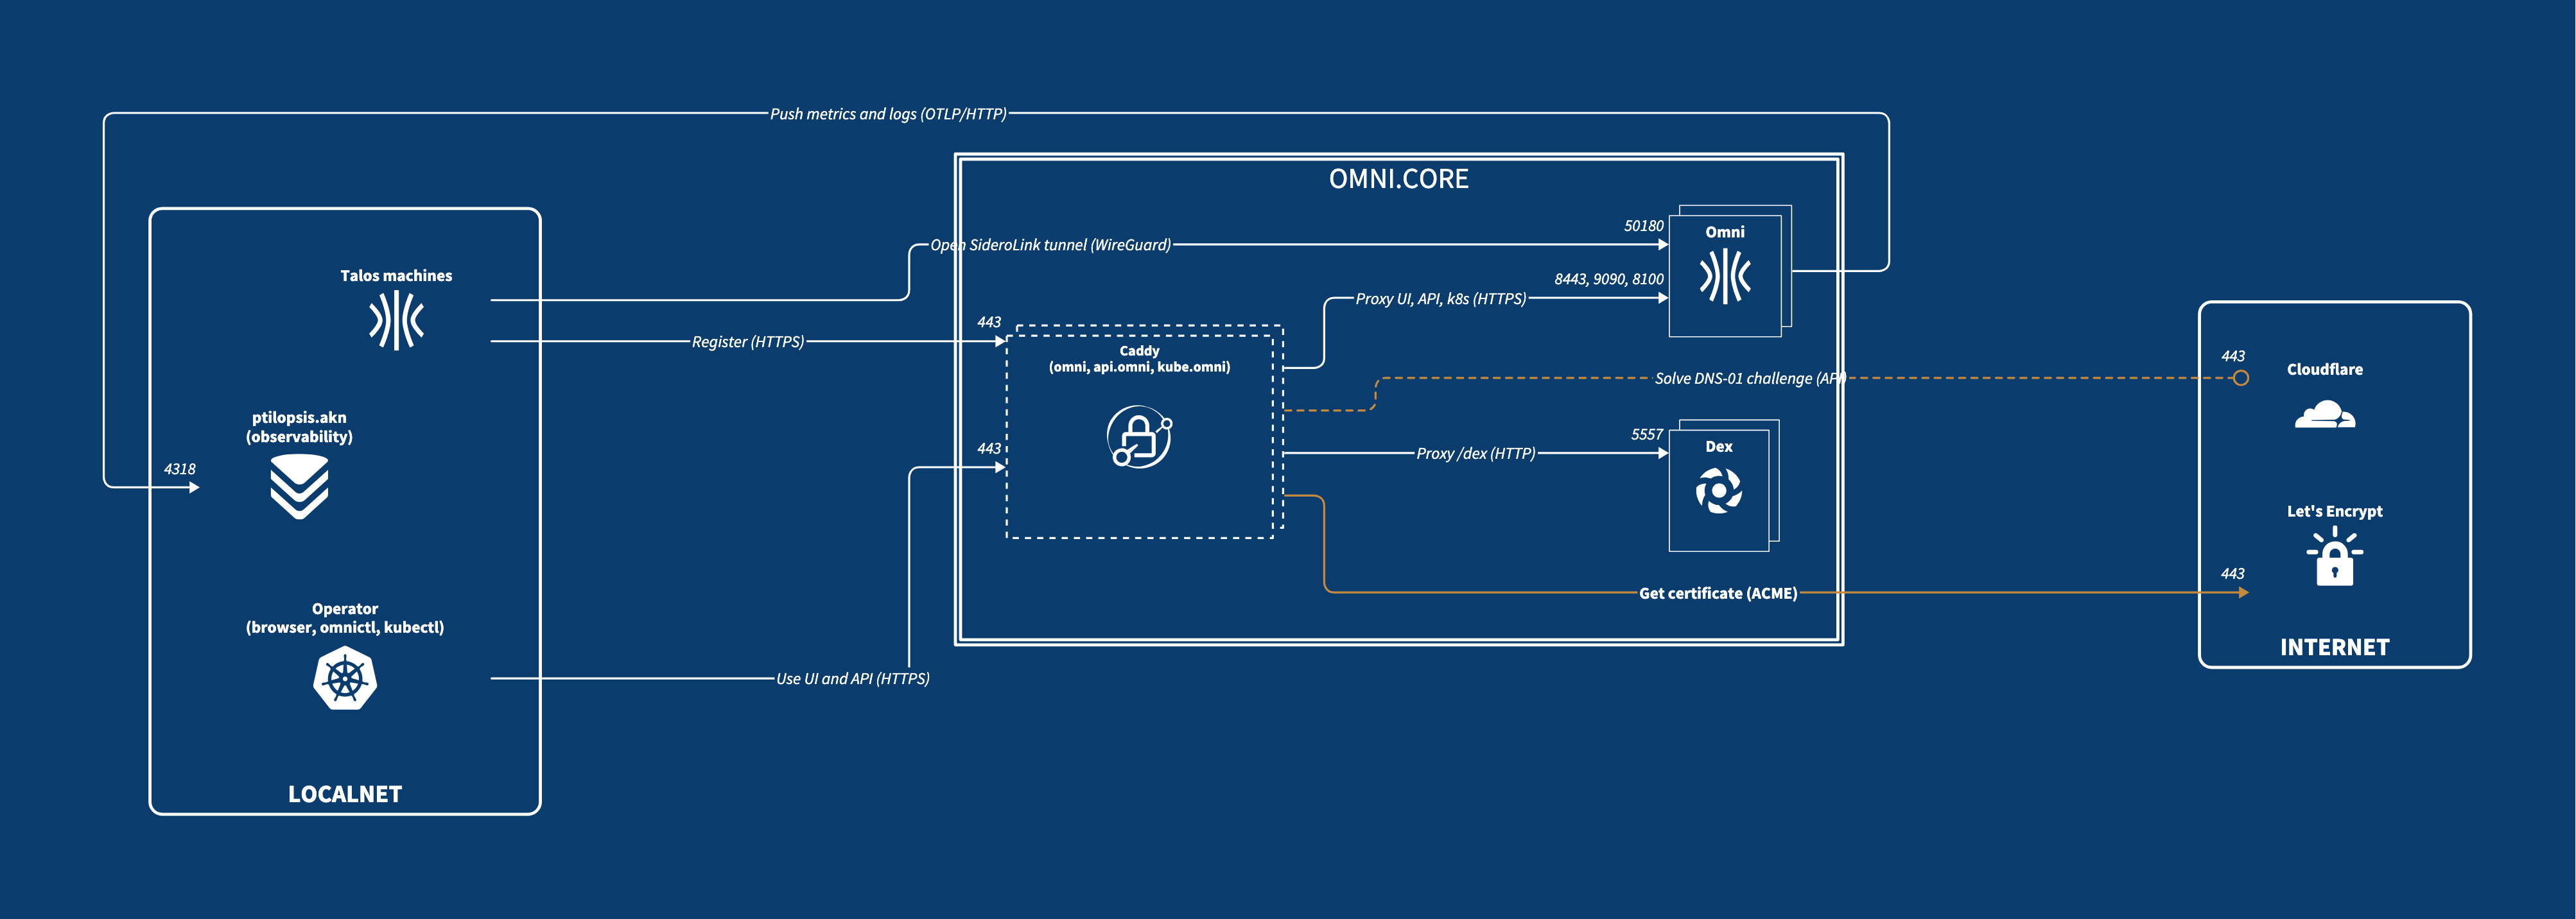 Push metrics and logs (OTLP/HTTP)
OMNI.CORE
50180
Omni
Open SideroLink tunnel (WireGuard)
Talos machines
8443, 9090, 8100
Proxy UI, API, k8s (HTTPS)
443
Register (HTTPS)
Caddy
(omni, api.omni, kube.omni)
443
Cloudflare
Solve DNS-01 challenge (API)
ptilopsis.akn
(observability)
443
5557
Dex
Proxy /dex (HTTP)
4318
Let's Encrypt
443
Get certificate (ACME)
Operator
(browser, omnictl, kubectl)
INTERNET
Use UI and API (HTTPS)
LOCALNET